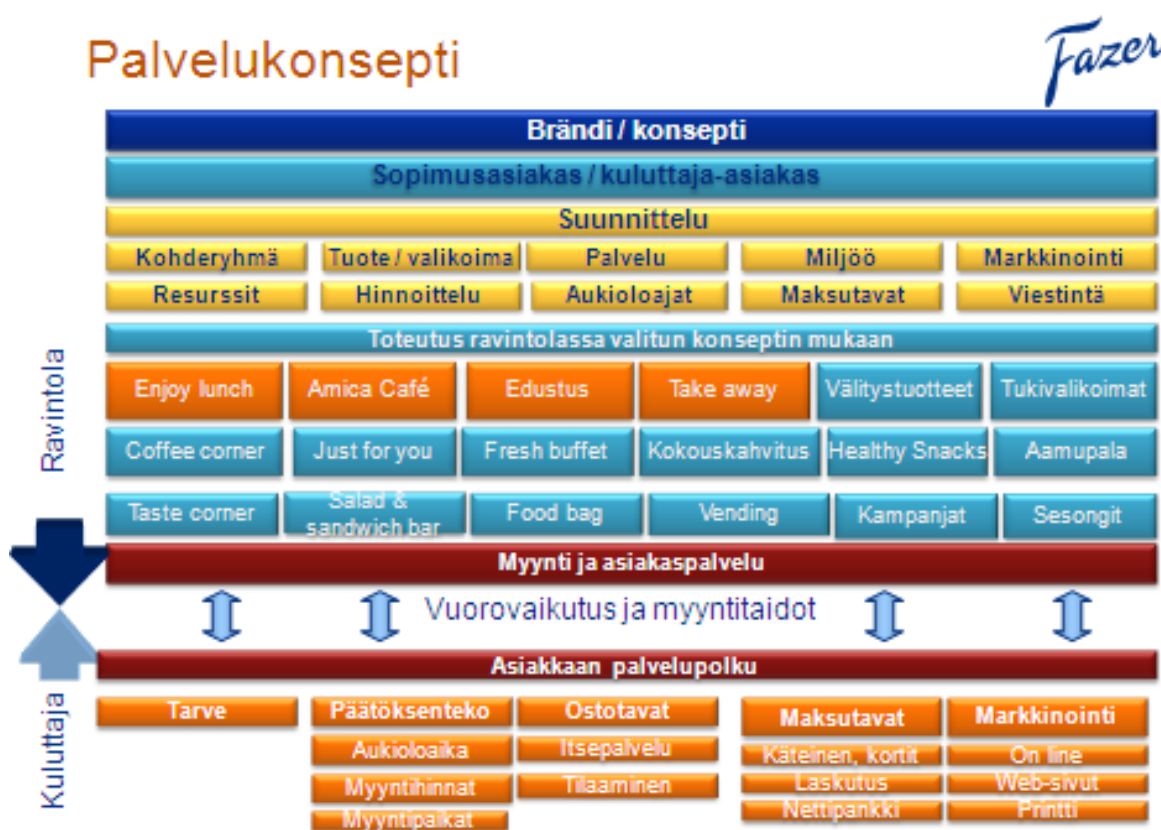 Palvelukonsepti
Fazer
Brändi / konsepti
Sopimusasiakas / kuluttaja-asiakas
Suunnittelu
Kohderyhmä Tuote / valikoima Palvelu Miljöö Markkinointi
Resurssit Hinnoittelu Aukioloajat Maksutavat Viestintä
Toteutus ravintolassa valitun konseptin mukaan
Ravintola
Enjoy lunch Amica Café Edustus Take away Välitystuotteet Tukivalikoimat
Coffee corner Just for you Fresh buffet Kokouskahvitus Healthy Snacks Aamupala
Taste corner Salad & sandwich bar Food bag Vending Kampanjat Sesongit
Myynti ja asiakaspalvelu
Vuorovaikutus ja myyntitaidot
Asiakkaan palvelupolku
Kuluttaja
Tarve Päätöksenteko Ostotavat Maksutavat Markkinointi
Aukioloaika Itsepalvelu Käteinen, kortit On line
Myyntihinnat Tilaaminen Laskutus Web-sivut
Myyntipaikat Nettipankki Printti